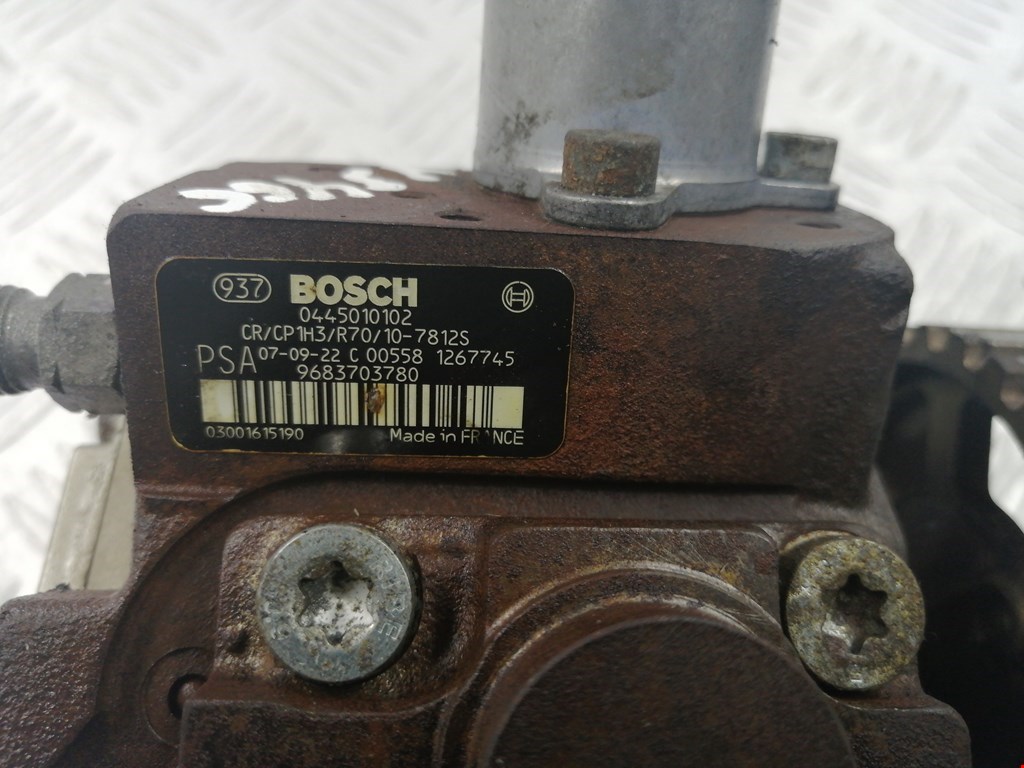 937 BOSCH
0445010102
CR/CP1H3/R70/10-7812S
PSA 07-09-22 C 00558 1267745
9683703780
03001615190 Made in FRANCE